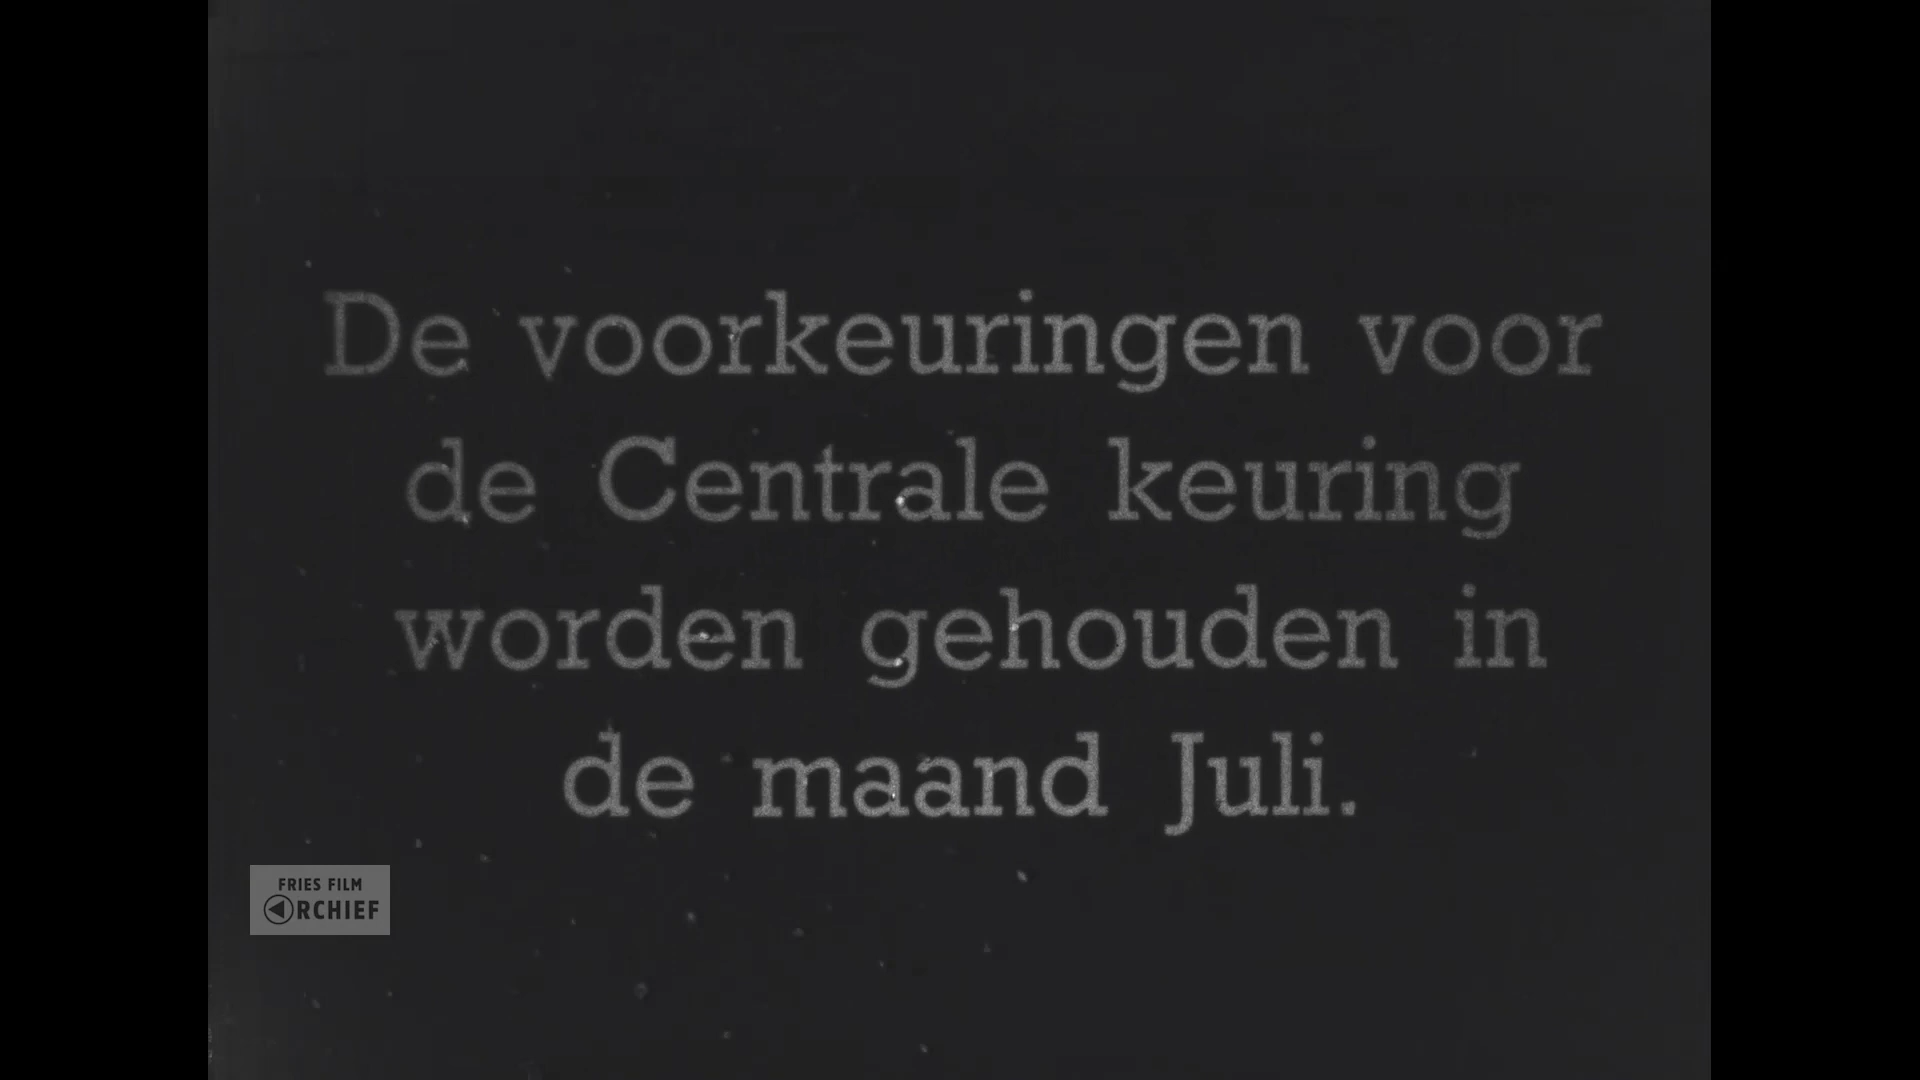 De voorkeuringen voor
de Centrale keuring
worden gehouden in
de maand Juli.
FRIES FILM
ARCHIEF